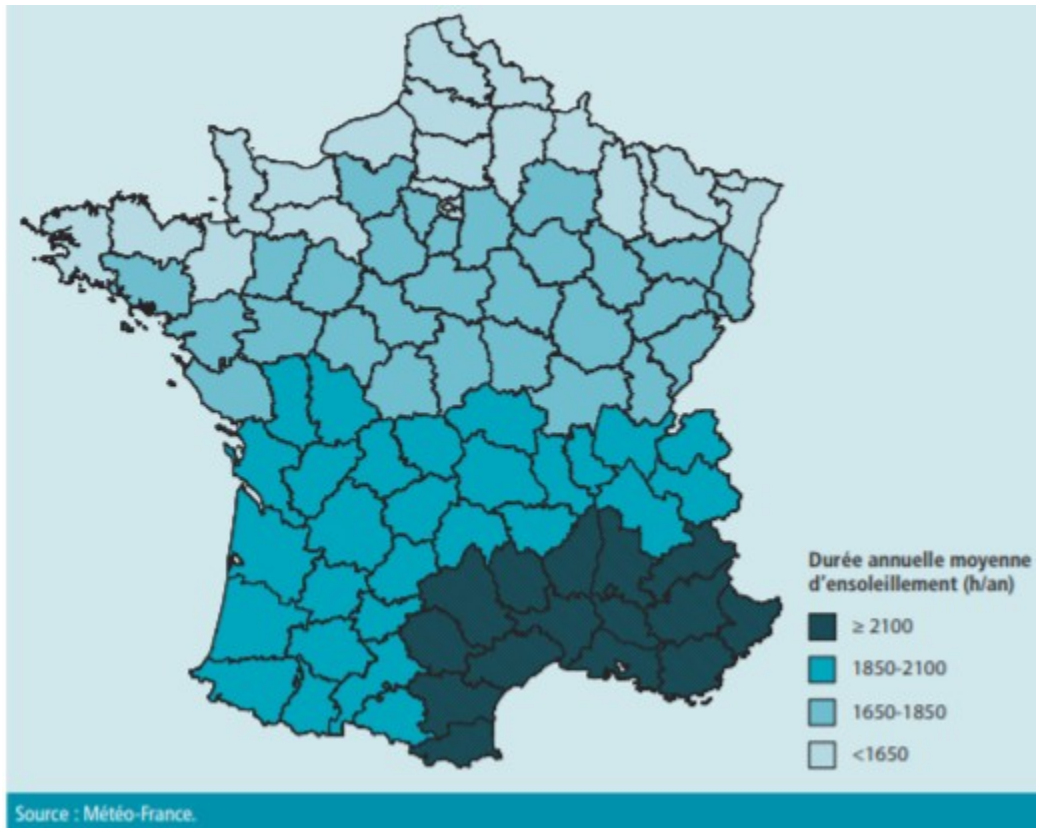 Durée annuelle moyenne
d'ensoleillement (h/an)
≥ 2100
1850-2100
1650-1850
<1650
Source : Météo-France.